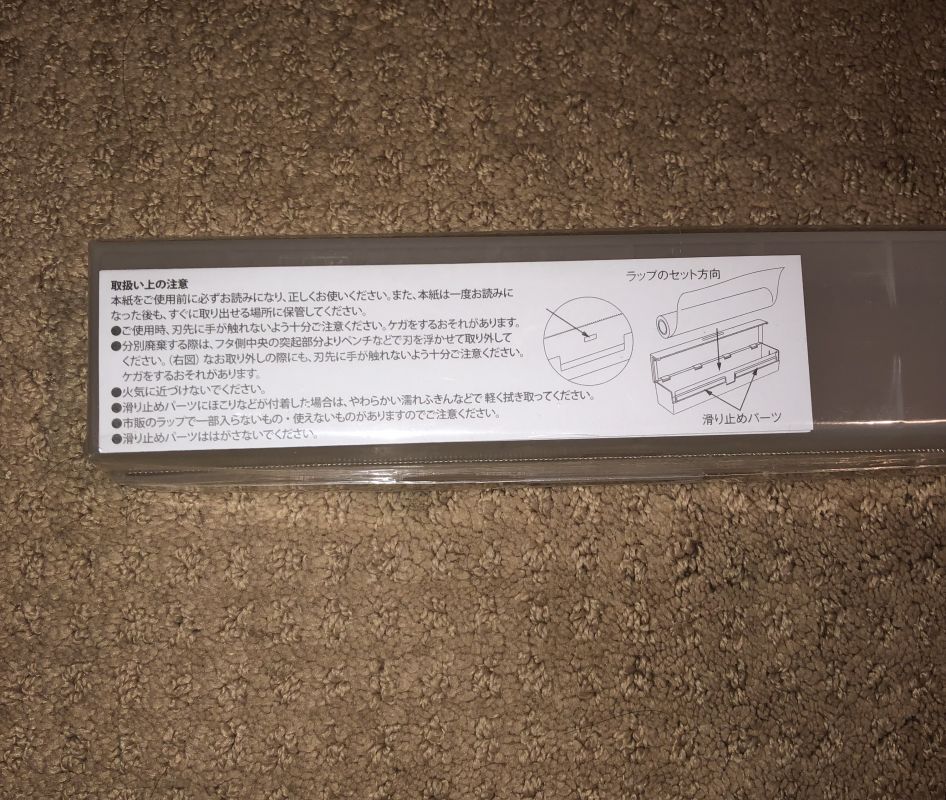 取扱い上の注意
本紙をご使用前に必ずお読みになり、正しくお使いください。また、本紙は一度お読みに
なった後も、すぐに取り出せる場所に保管してください。
●ご使用時、刃先に手が触れないよう十分ご注意ください。ケガをするおそれがあります。
●分別廃棄する際は、フタ側中央の突起部分よりペンチなどで刃を浮かせて取り外して
ください。(右図) なお取り外しの際にも、刃先に手が触れないよう十分ご注意ください。
ケガをするおそれがあります。
●火気に近づけないでください。
●滑り止めパーツにほこりなどが付着した場合は、やわらかい濡れふきんなどで 軽く拭き取ってください。
●市販のラップで一部入らないもの・使えないものがありますのでご注意ください。
●滑り止めパーツははがさないでください。
ラップのセット方向
滑り止めパーツ